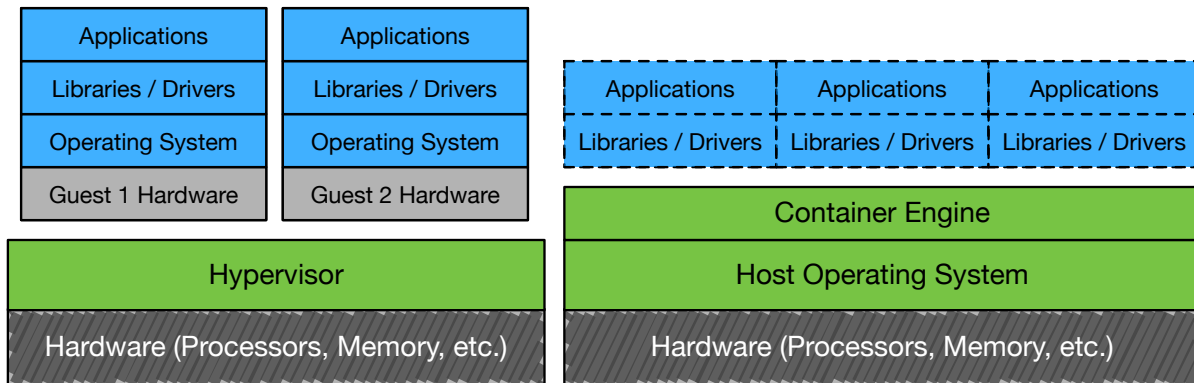 Applications
Libraries / Drivers
Operating System
Guest 1 Hardware
Applications
Libraries / Drivers
Operating System
Guest 2 Hardware
Hypervisor
Hardware (Processors, Memory, etc.)
Applications
Libraries / Drivers
Applications
Libraries / Drivers
Applications
Libraries / Drivers
Container Engine
Host Operating System
Hardware (Processors, Memory, etc.)